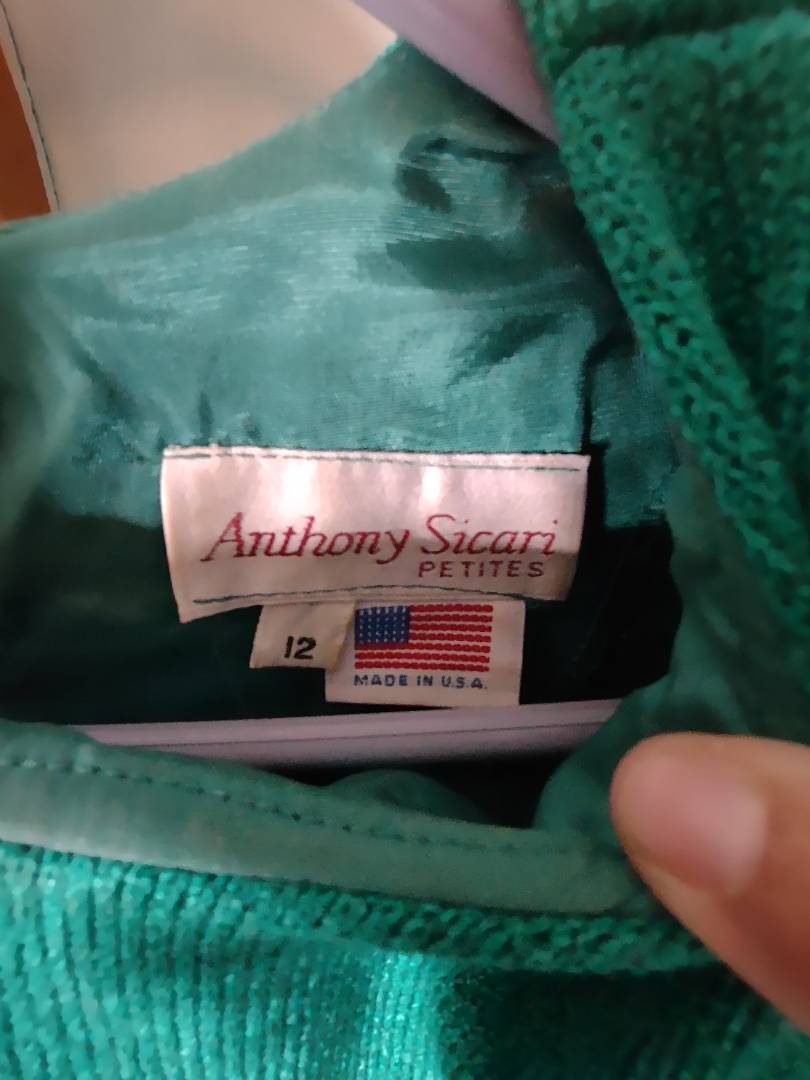 Anthony Sicari
PETITES
12
MADE IN U.S.A.